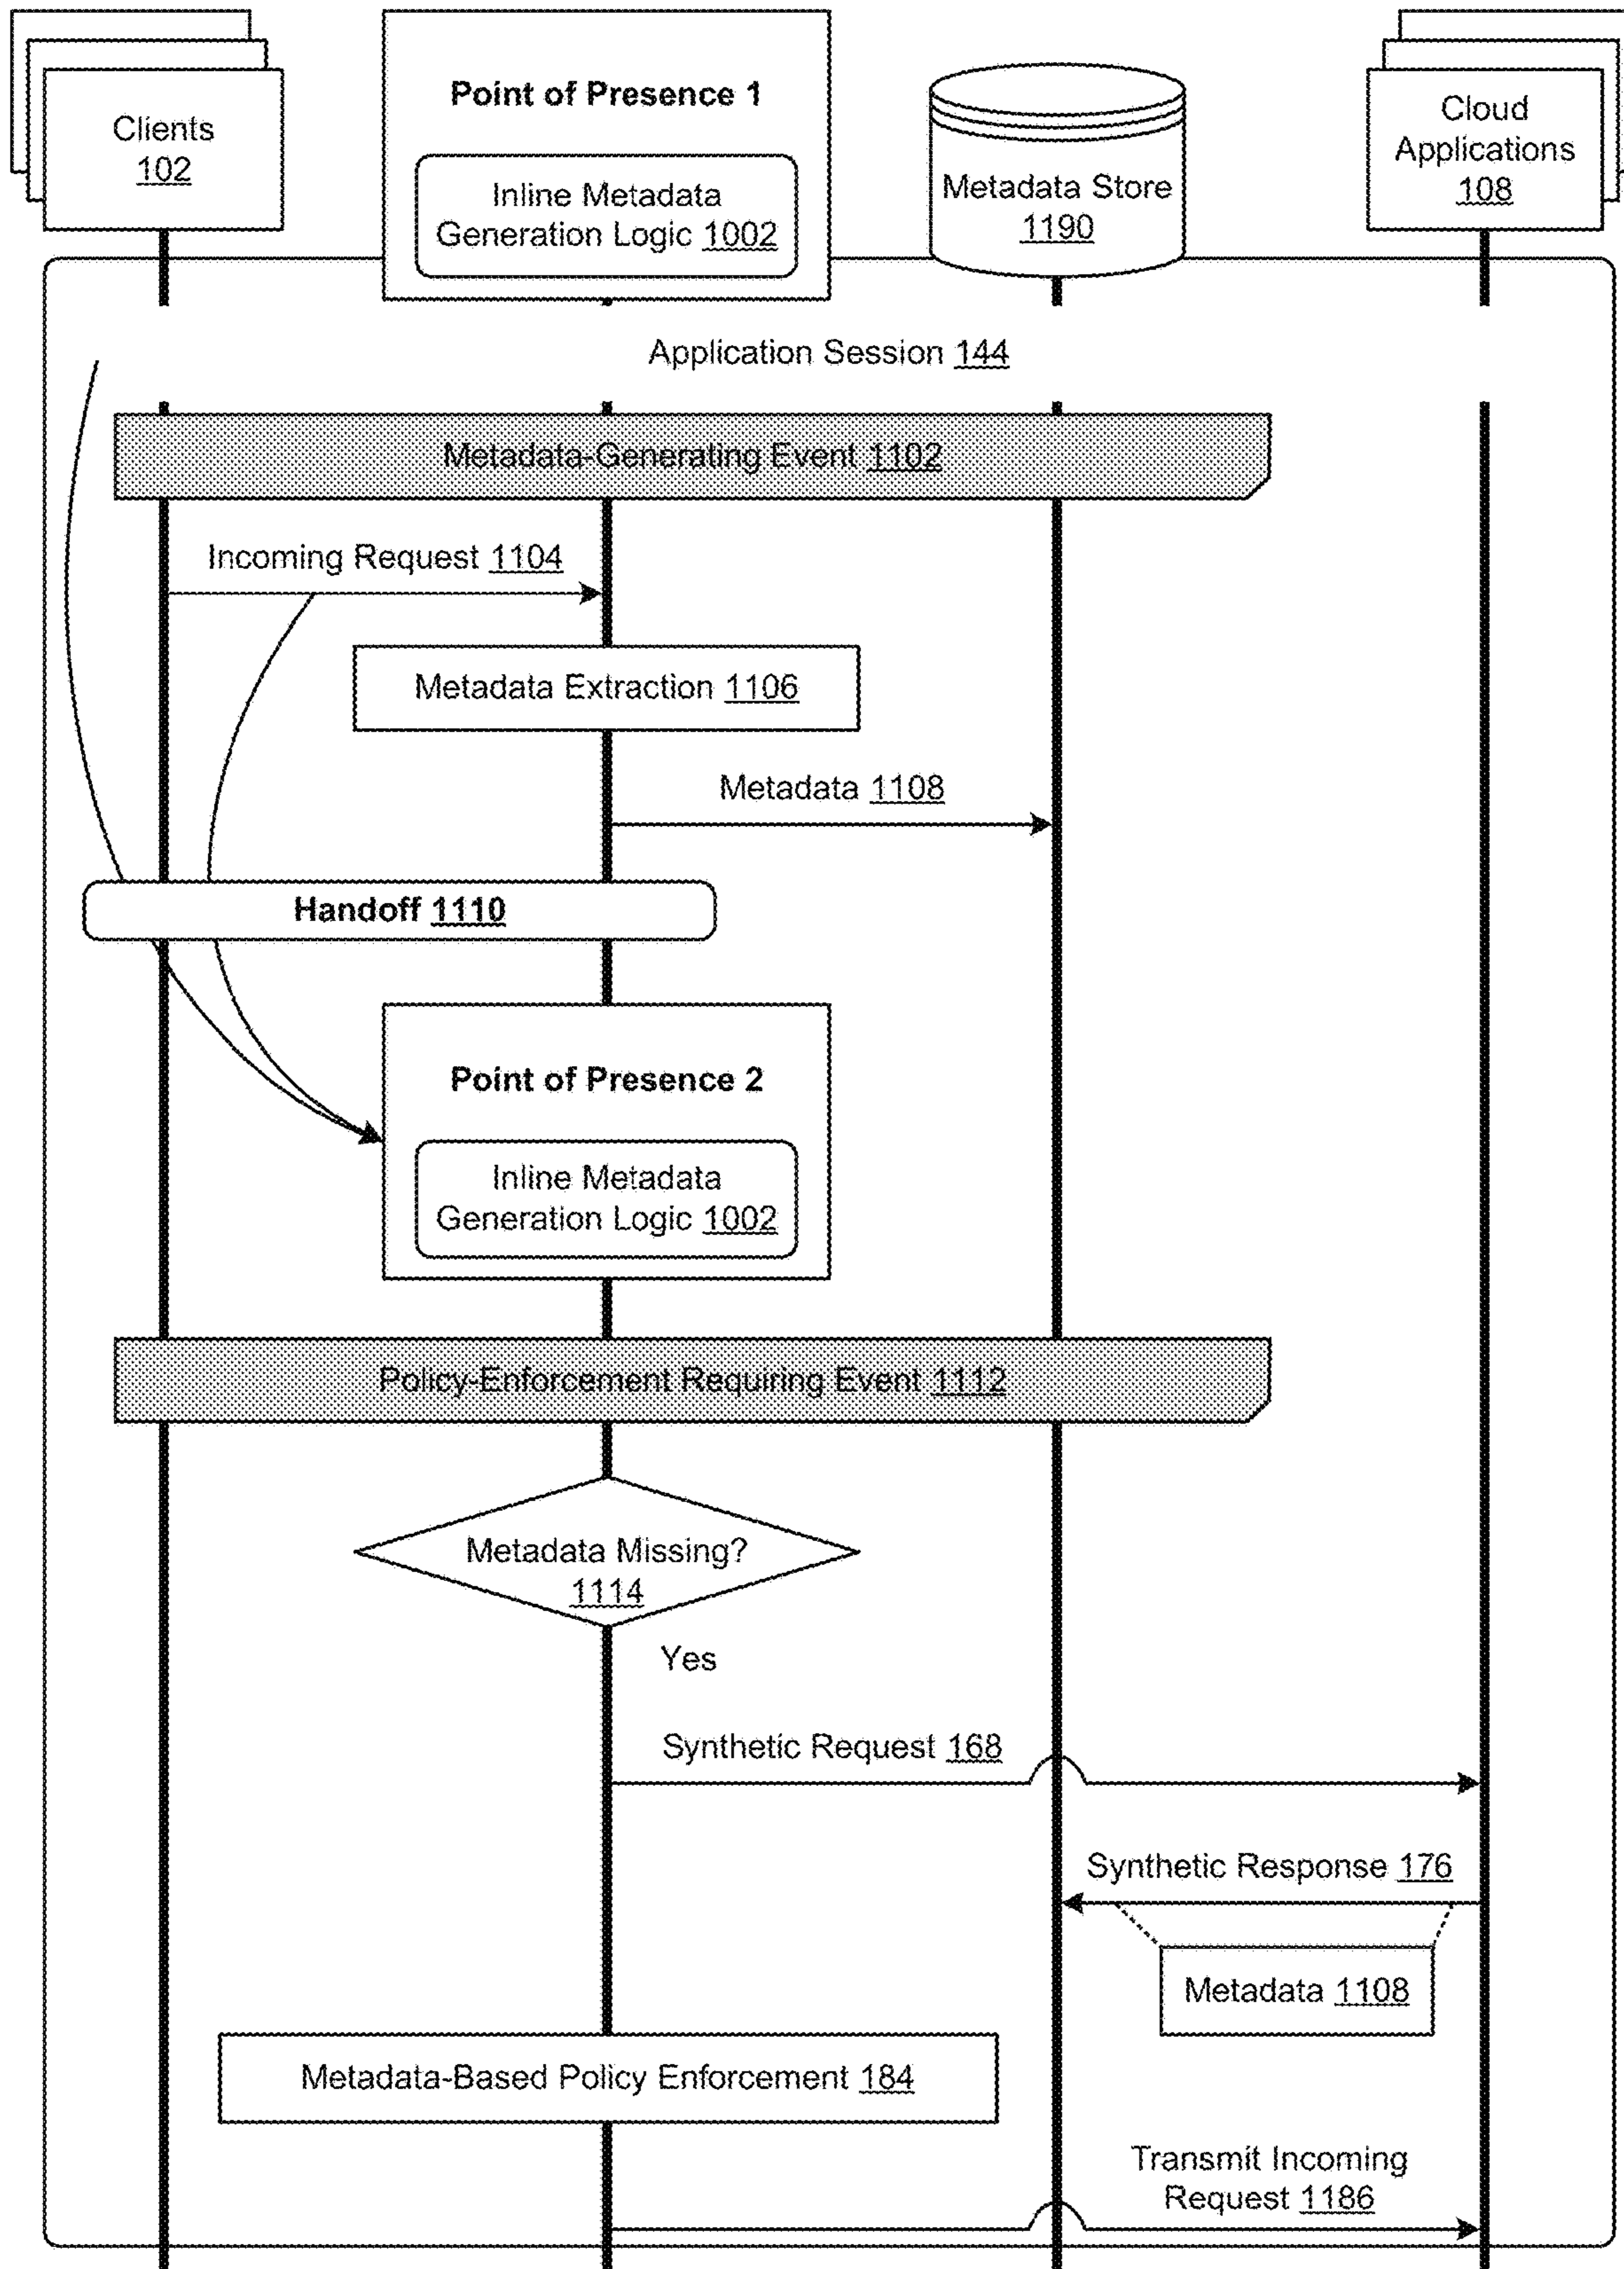 Clients
102
Point of Presence 1
Inline Metadata
Generation Logic 1002
Metadata Store
1190
Cloud
Applications
108
Application Session 144
Metadata-Generating Event 1102
Incoming Request 1104
Metadata Extraction 1106
Metadata 1108
Handoff 1110
Point of Presence 2
Inline Metadata
Generation Logic 1002
Policy-Enforcement Requiring Event 1112
Metadata Missing?
1114
Yes
Synthetic Request 168
Synthetic Response 176
Metadata 1108
Metadata-Based Policy Enforcement 184
Transmit Incoming
Request 1186